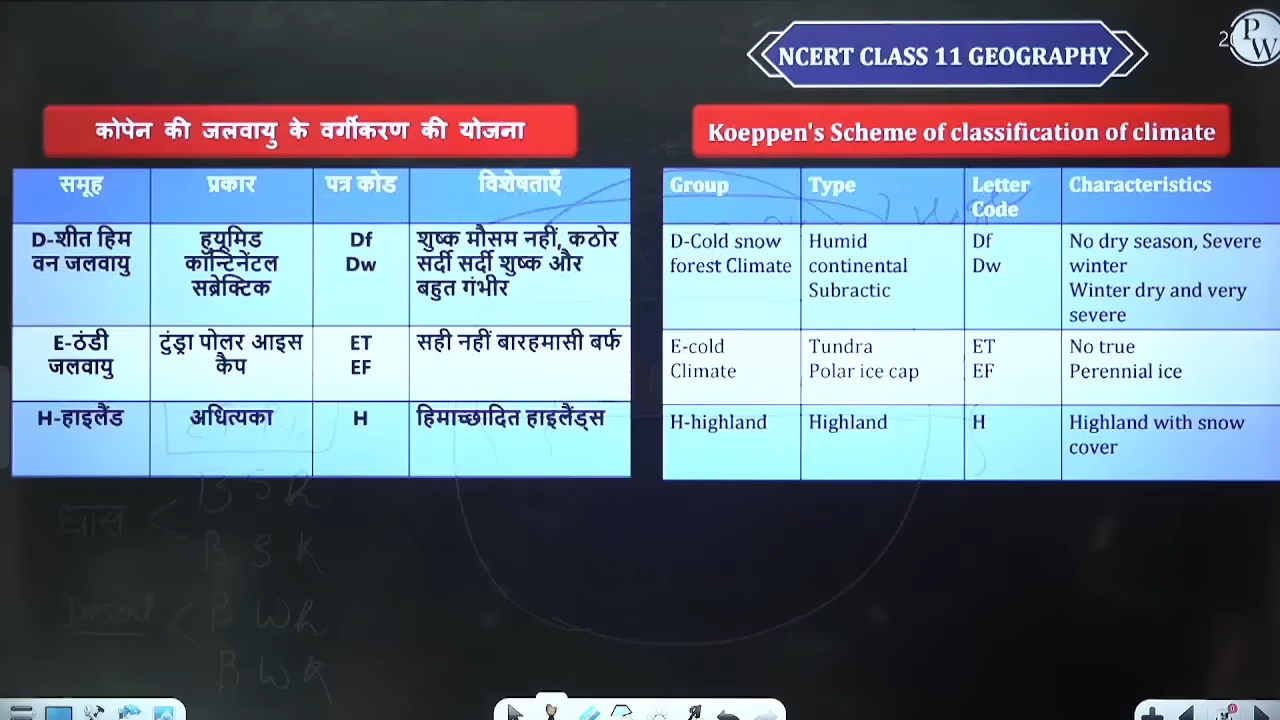 NCERT CLASS 11 GEOGRAPHY
2
PW
कोपेन की जलवायु के वर्गीकरण की योजना
समूह प्रकार पत्र कोड विशेषताएँ
D-शीत हिम वन जलवायु
हुयूमिड कॉन्टिनेंटल सब्रेक्टिक
Df
Dw
शुष्क मौसम नहीं, कठोर
सर्दी सर्दी शुष्क और
बहुत गंभीर
E-ठंडी
जलवायु
टुंड्रा पोलर आइस
कैप
ET
EF
सही नहीं बारहमासी बर्फ
H-हाइलैंड
अधित्यका
H
हिमाच्छादित हाइलैंड्स
Koeppen's Scheme of classification of climate
Group Type Letter Code Characteristics
D-Cold snow
forest Climate
Humid
continental
Subractic
Df
Dw
No dry season, Severe
winter
Winter dry and very
severe
E-cold
Climate
Tundra
Polar ice cap
ET
EF
No true
Perennial ice
H-highland
Highland
H
Highland with snow
cover
घास
B S h
B S k
Desert
B W h
B W k